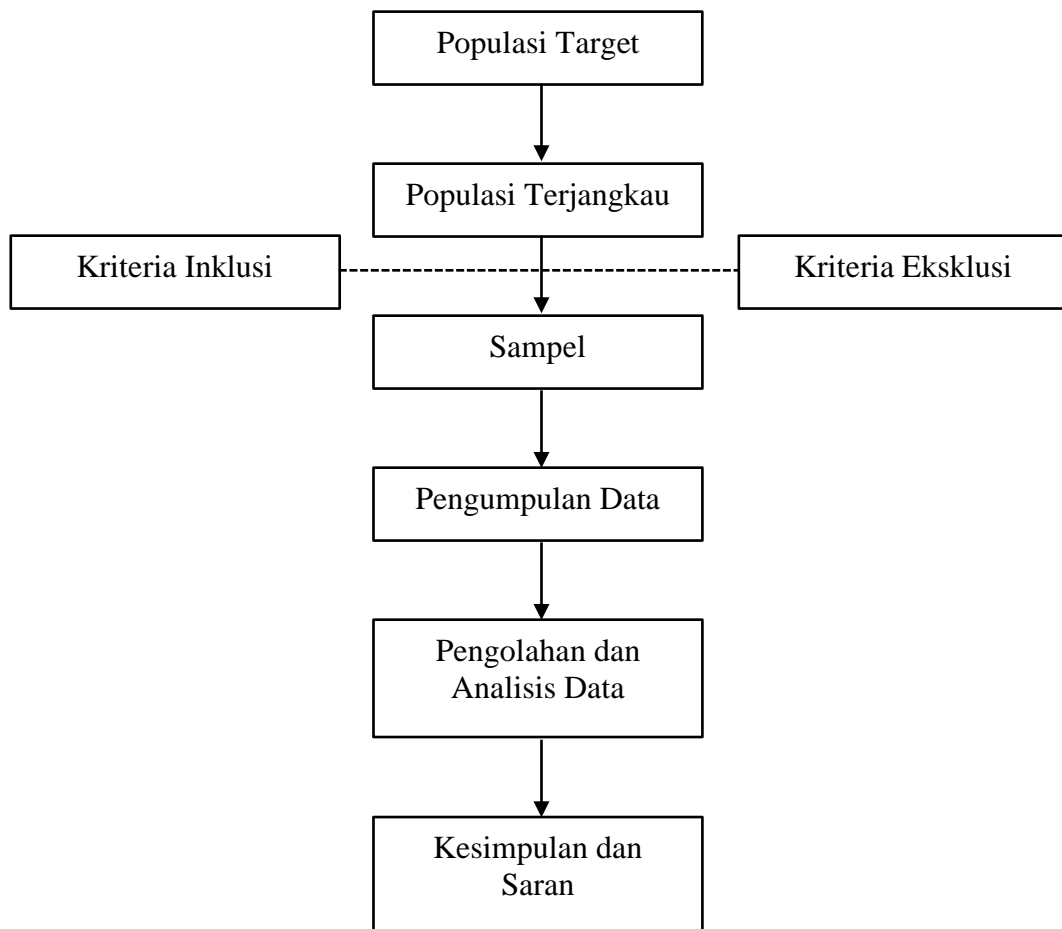 Populasi Target
Populasi Terjangkau
Kriteria Inklusi
Kriteria Eksklusi
Sampel
Pengumpulan Data
Pengolahan dan
Analisis Data
Kesimpulan dan
Saran